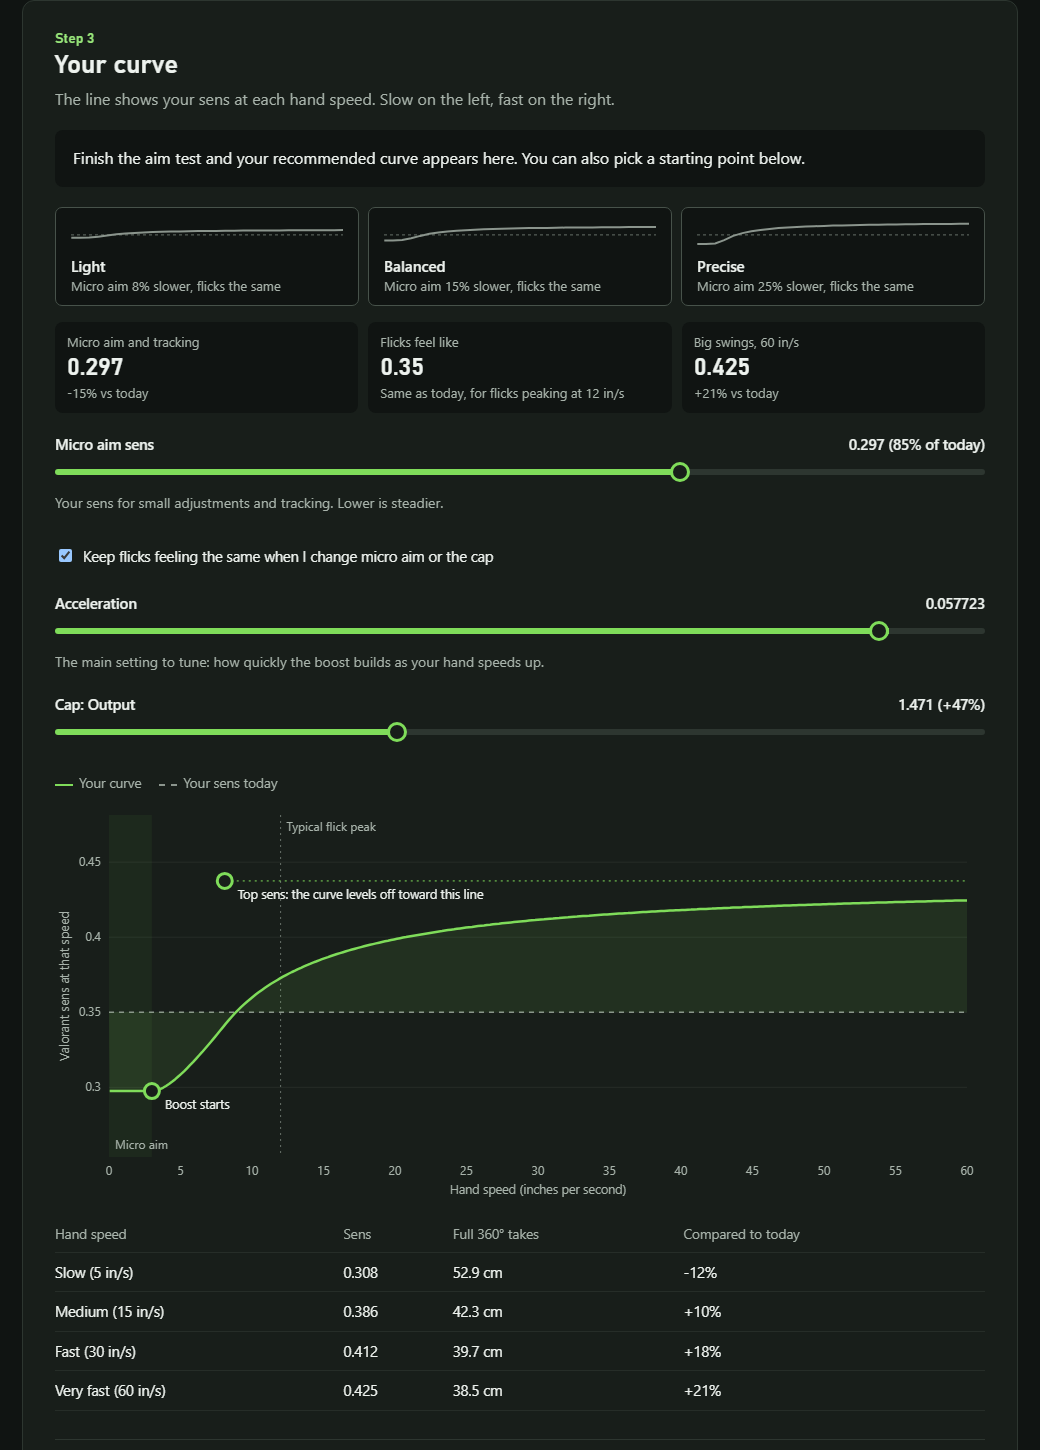 Step 3
Your curve
The line shows your sens at each hand speed. Slow on the left, fast on the right.
Finish the aim test and your recommended curve appears here. You can also pick a starting point below.
Light
Micro aim 8% slower, flicks the same
Balanced
Micro aim 15% slower, flicks the same
Precise
Micro aim 25% slower, flicks the same
Micro aim and tracking
0.297
-15% vs today
Flicks feel like
0.35
Same as today, for flicks peaking at 12 in/s
Big swings, 60 in/s
0.425
+21% vs today
Micro aim sens
0.297 (85% of today)
Your sens for small adjustments and tracking. Lower is steadier.
Keep flicks feeling the same when I change micro aim or the cap
Acceleration
0.057723
The main setting to tune: how quickly the boost builds as your hand speeds up.
Cap: Output
1.471 (+47%)
Your curve
Your sens today
Typical flick peak
0.45
Top sens: the curve levels off toward this line
0.4
Valorant sens at that speed
0.35
0.3
Boost starts
Micro aim
0 5 10 15 20 25 30 35 40 45 50 55 60
Hand speed (inches per second)
Hand speed Sens Full 360° takes Compared to today
Slow (5 in/s) 0.308 52.9 cm -12%
Medium (15 in/s) 0.386 42.3 cm +10%
Fast (30 in/s) 0.412 39.7 cm +18%
Very fast (60 in/s) 0.425 38.5 cm +21%